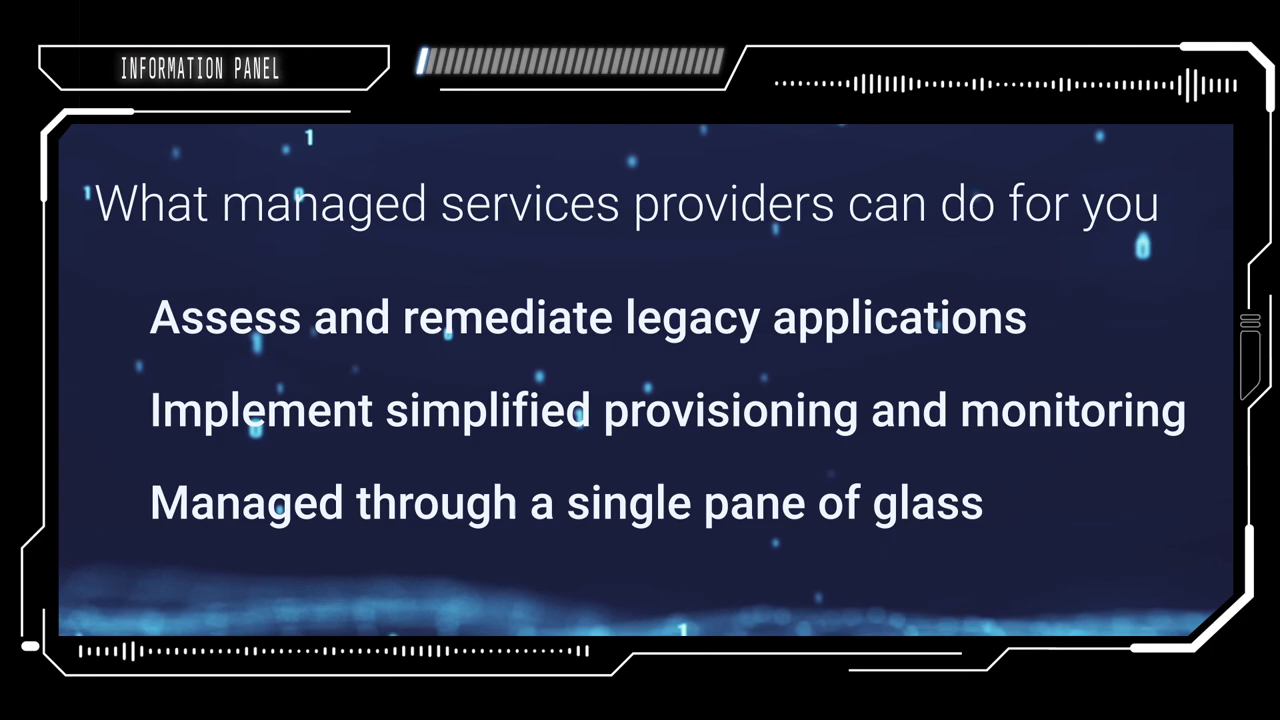 INFORMATION PANEL
What managed services providers can do for you
Assess and remediate legacy applications
Implement simplified provisioning and monitoring
Managed through a single pane of glass